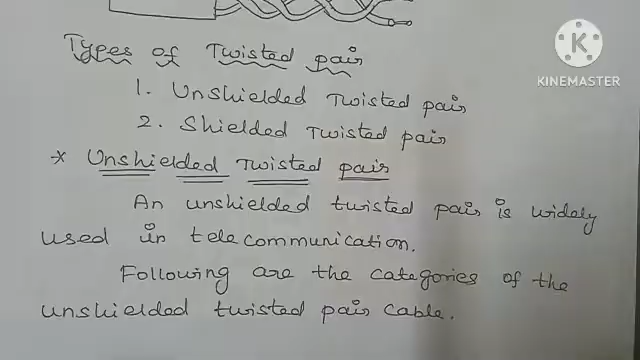 K
KINEMASTER
Types of Twisted pair
1. Unshielded Twisted pair
2. Shielded Twisted pair
* Unshielded Twisted pair
An unshielded twisted pair is widely
used in telecommunication.
Following are the categories of the
unshielded twisted pair cable.